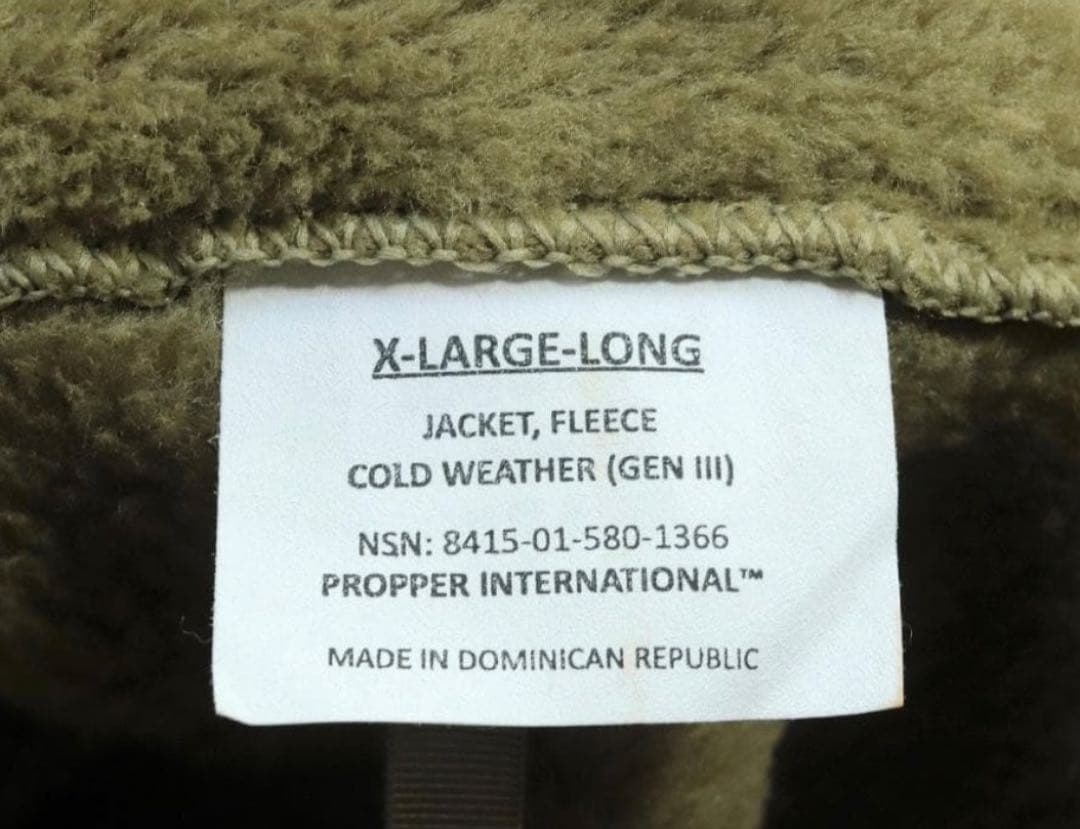 X-LARGE-LONG
JACKET, FLEECE
COLD WEATHER (GEN III)
NSN: 8415-01-580-1366
PROPPER INTERNATIONAL™
MADE IN DOMINICAN REPUBLIC